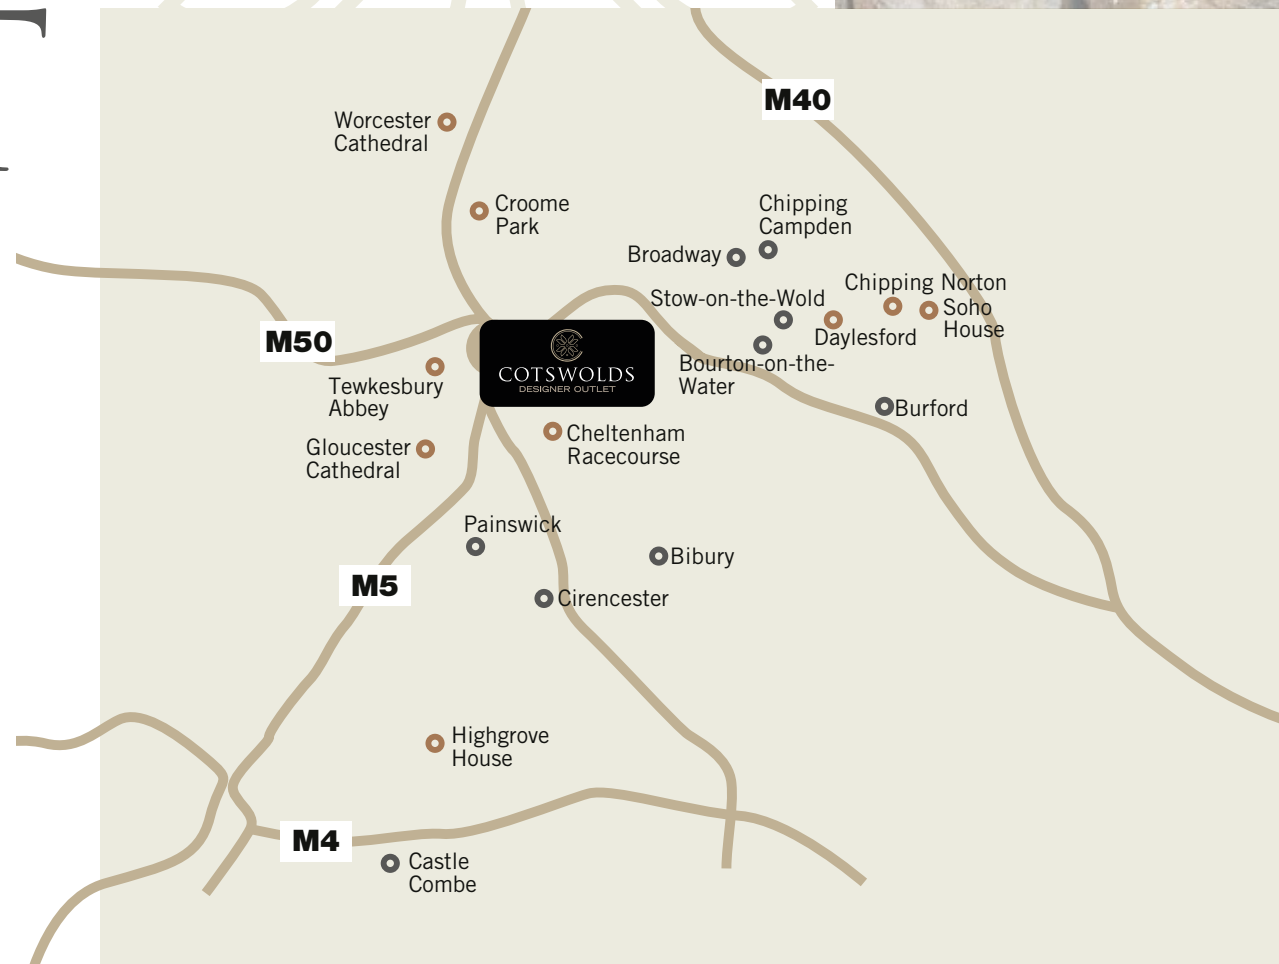 M40
Worcester
Cathedral
Croome
Park
Chipping
Campden
Broadway
Chipping Norton
Stow-on-the-Wold
Soho
House
Daylesford
M50
Bourton-on-the-
Water
COTSWOLDS
DESIGNER OUTLET
Tewkesbury
Abbey
Burford
Gloucester
Cathedral
Cheltenham
Racecourse
Painswick
Bibury
M5
Cirencester
Highgrove
House
M4
Castle
Combe